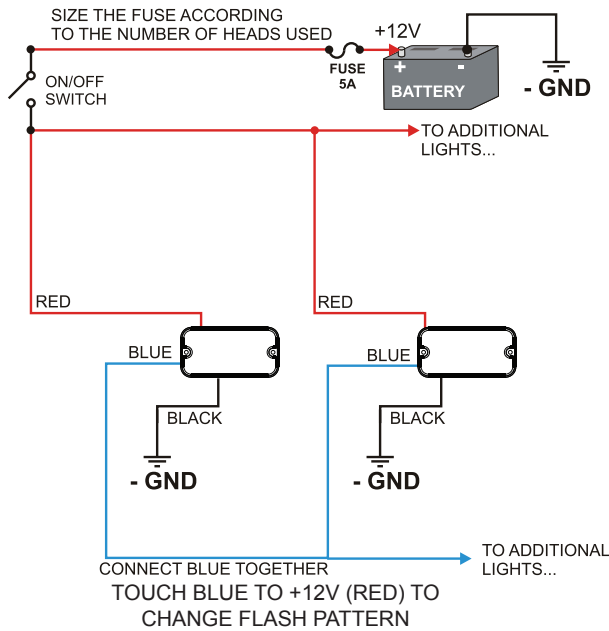 SIZE THE FUSE ACCORDING
TO THE NUMBER OF HEADS USED
+12V
FUSE
5A
+ -
BATTERY
- GND
ON/OFF
SWITCH
TO ADDITIONAL
LIGHTS...
RED
RED
BLUE
BLUE
BLACK
BLACK
- GND
- GND
CONNECT BLUE TOGETHER
TO ADDITIONAL
LIGHTS...
TOUCH BLUE TO +12V (RED) TO
CHANGE FLASH PATTERN